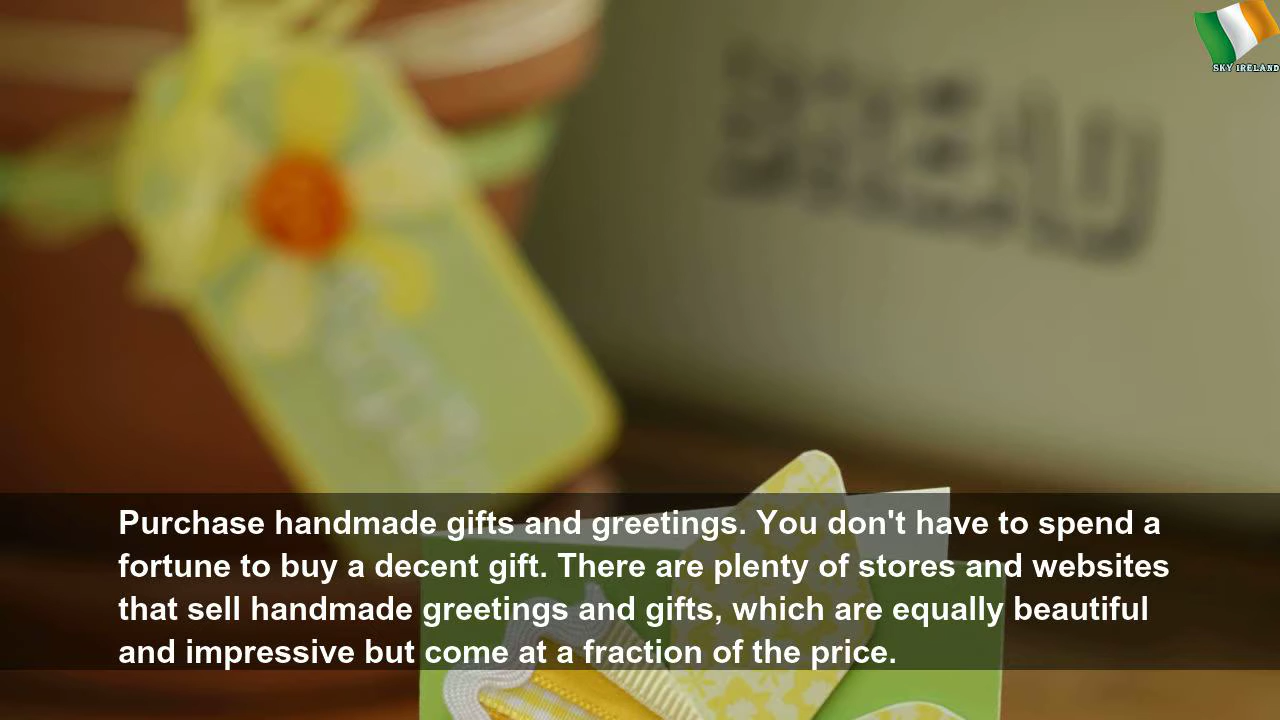 SKY IRELAND
Purchase handmade gifts and greetings. You don't have to spend a
fortune to buy a decent gift. There are plenty of stores and websites
that sell handmade greetings and gifts, which are equally beautiful
and impressive but come at a fraction of the price.